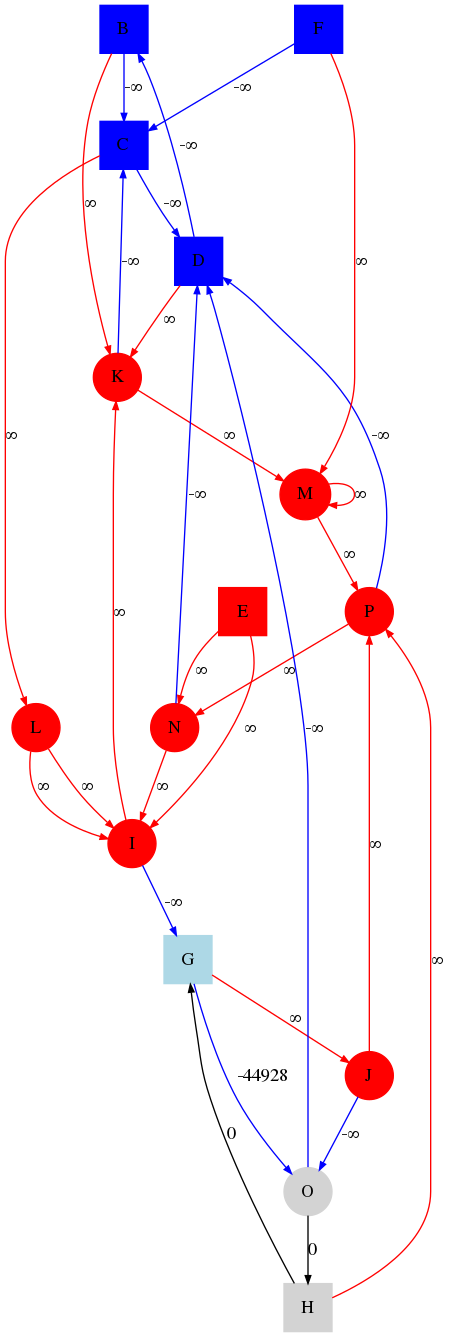 B F
-∞ -∞
C -∞
∞ -∞
D -∞ ∞
∞
K
∞ ∞ -∞
M ∞
-∞
∞
∞ E P
∞ ∞
L N ∞ -∞
∞ ∞ ∞
I ∞
-∞
G ∞
∞
J
-44928
0 -∞
O
0
H